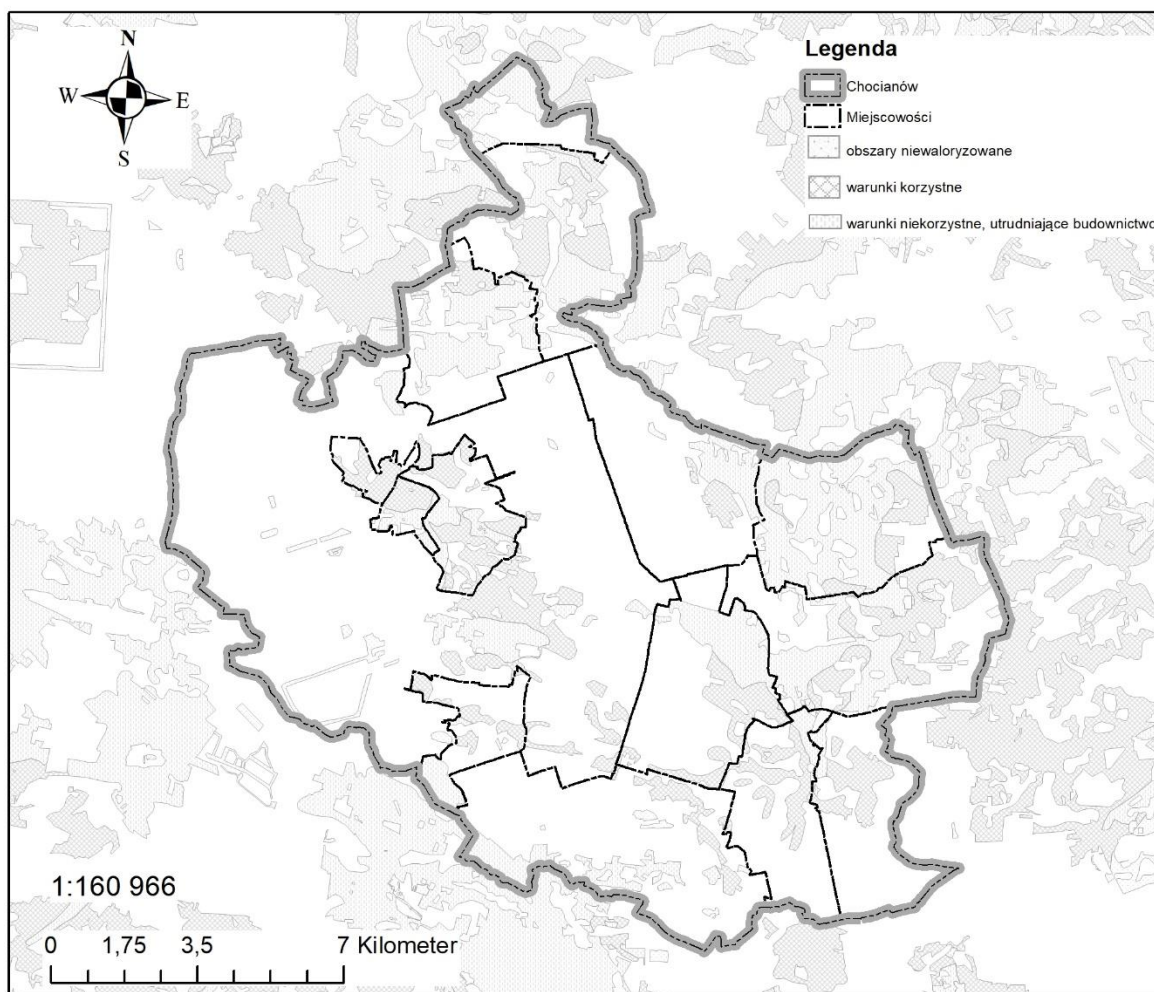 N
W E
S
Legenda
Chocianów
Miejscowości
obszary niewaloryzowane
warunki korzystne
warunki niekorzystne, utrudniające budownictwo
1:160 966
0 1,75 3,5 7 Kilometer